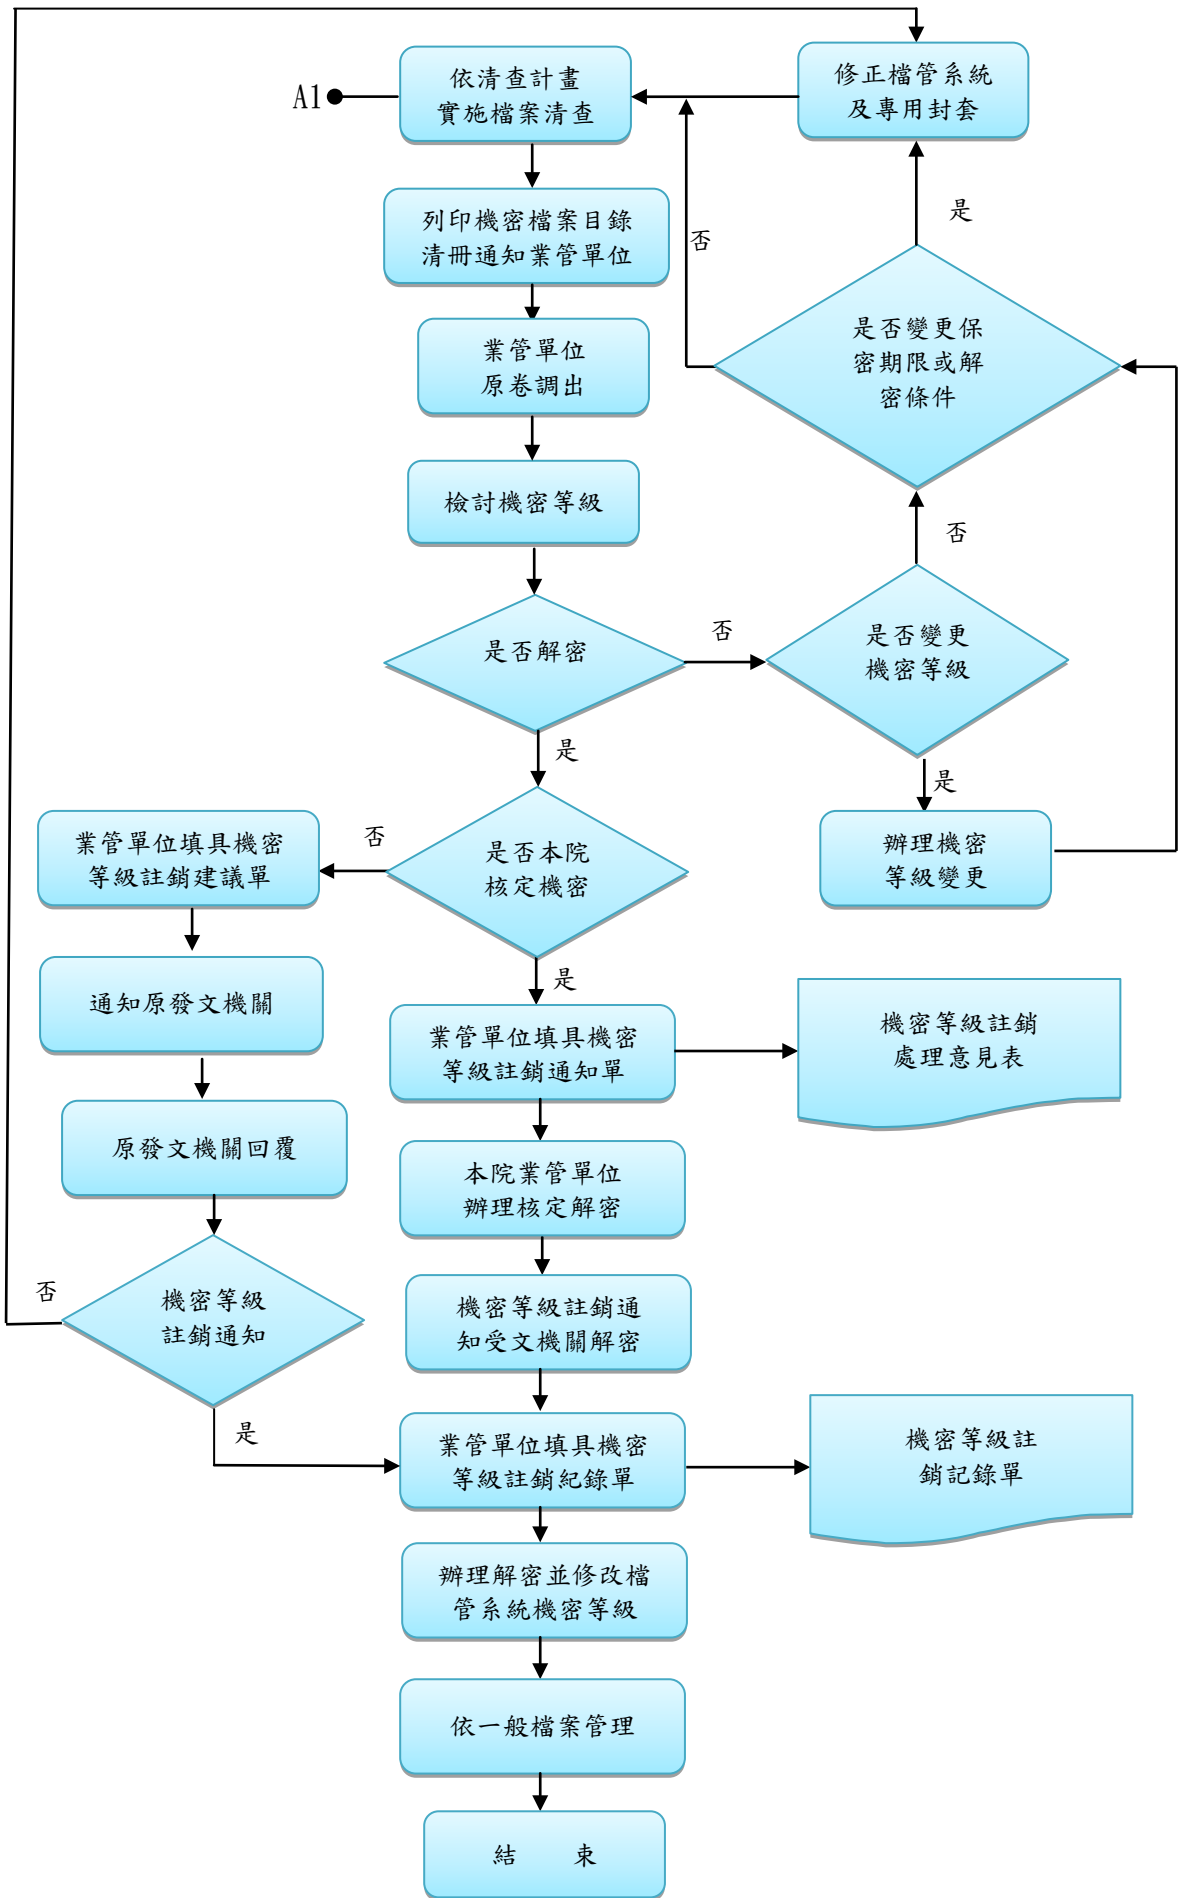 A1
依清查計畫
實施檔案清查
修正檔管系統
及專用封套
是
列印機密檔案目錄
清冊通知業管單位
否
業管單位
原卷調出
是否變更保
密期限或解
密條件
檢討機密等級
否
是否解密
否
是否變更
機密等級
是
是
業管單位填具機密
等級註銷建議單
否
是否本院
核定機密
辦理機密
等級變更
是
通知原發文機關
業管單位填具機密
等級註銷通知單
機密等級註銷
處理意見表
原發文機關回覆
本院業管單位
辦理核定解密
否
機密等級
註銷通知
機密等級註銷通
知受文機關解密
是
業管單位填具機密
等級註銷紀錄單
機密等級註
銷記錄單
辦理解密並修改檔
管系統機密等級
依一般檔案管理
結 束